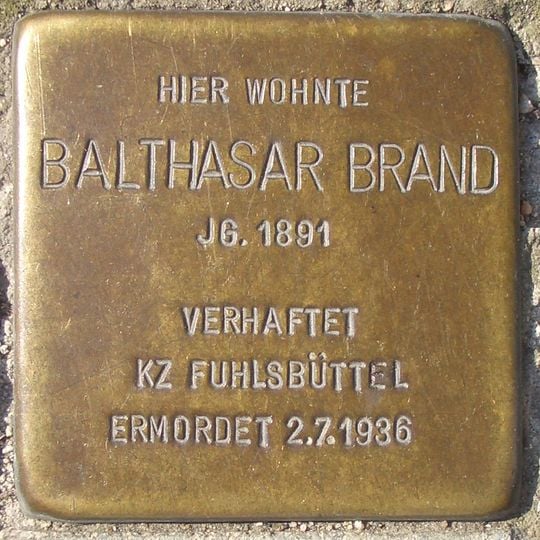 HIER WOHNTE
BALTHASAR BRAND
JG. 1891
VERHAFTET
KZ FUHLSBÜTTEL
ERMORDET 2.7.1936